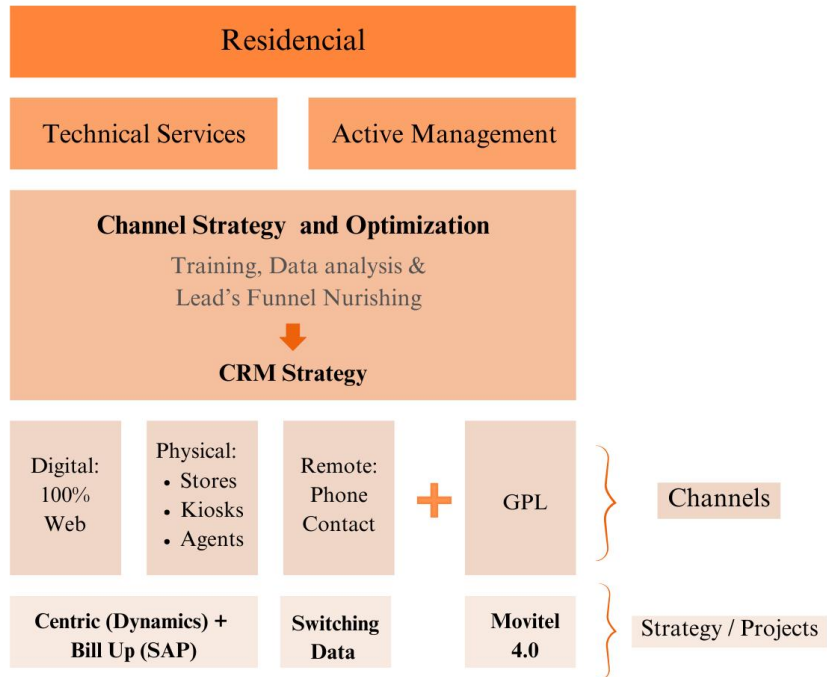 Residencial
Technical Services
Active Management
Channel Strategy and Optimization
Training, Data analysis &
Lead's Funnel Nurishing
CRM Strategy
Digital:
100%
Web
Physical:
• Stores
• Kiosks
• Agents
Remote:
Phone
Contact
+
GPL
Channels
Centric (Dynamics) +
Bill Up (SAP)
Switching
Data
Movitel
4.0
Strategy / Projects